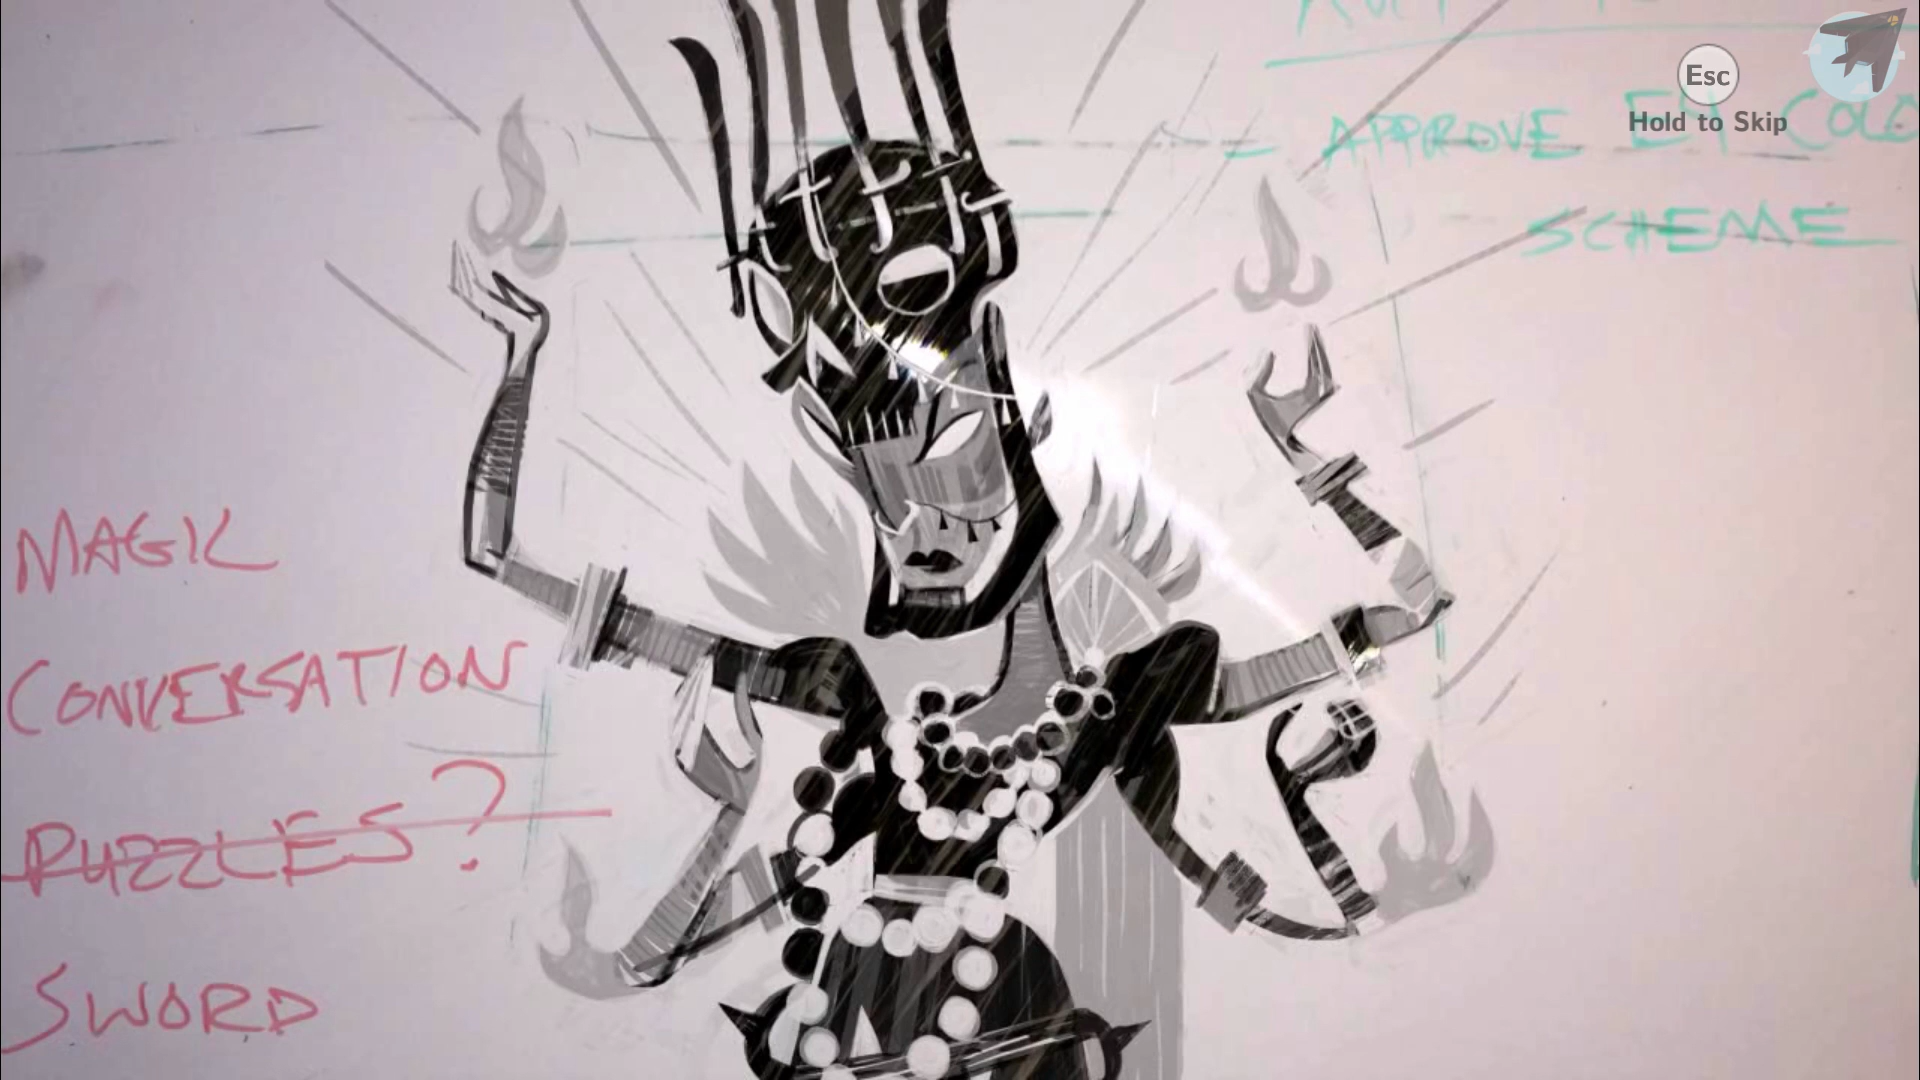 Esc
Hold to Skip
APPROVE
SCHEME
MAGIC
CONVERSATION
PUZZLES?
SWORD